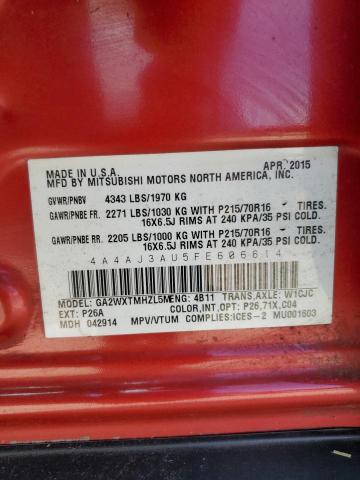 MADE IN U.S.A. APR, 2015
MFD BY MITSUBISHI MOTORS NORTH AMERICA, INC.
GVWR/PNBV 4343 LBS/1970 KG
GAWR/PNBE FR. 2271 LBS/1030 KG WITH P215/70R16 TIRES.
16X6.5J RIMS AT 240 KPA/35 PSI COLD.
GAWR/PNBE RR. 2205 LBS/1000 KG WITH P215/70R16 TIRES.
16X6.5J RIMS AT 240 KPA/35 PSI COLD.
4A4AJ3AU5FE606614
MODEL: GA2WXTMHZL5M ENG: 4B11 TRANS,AXLE: W1CJC
EXT: P26A COLOR,INT,OPT: P26,71X,C04
MDH 042914 MPV/VTUM COMPLIES:ICES-2 MU001603